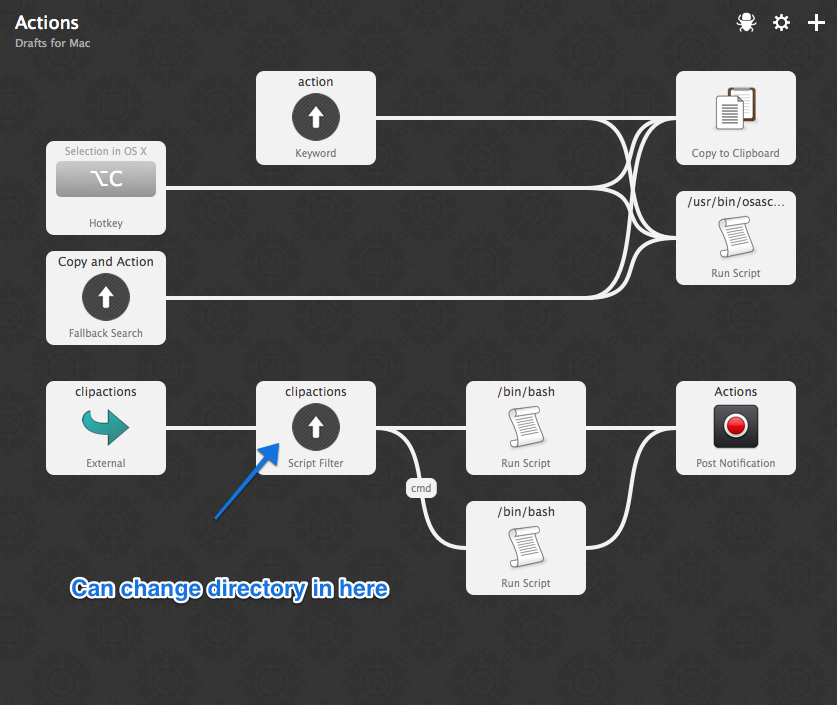 Actions
Drafts for Mac
action
Keyword
Copy to Clipboard
Selection in OS X
⌥C
Hotkey
/usr/bin/osasc...
Run Script
Copy and Action
Fallback Search
clipactions
External
clipactions
Script Filter
/bin/bash
Run Script
Actions
Post Notification
cmd
/bin/bash
Run Script
Can change directory in here